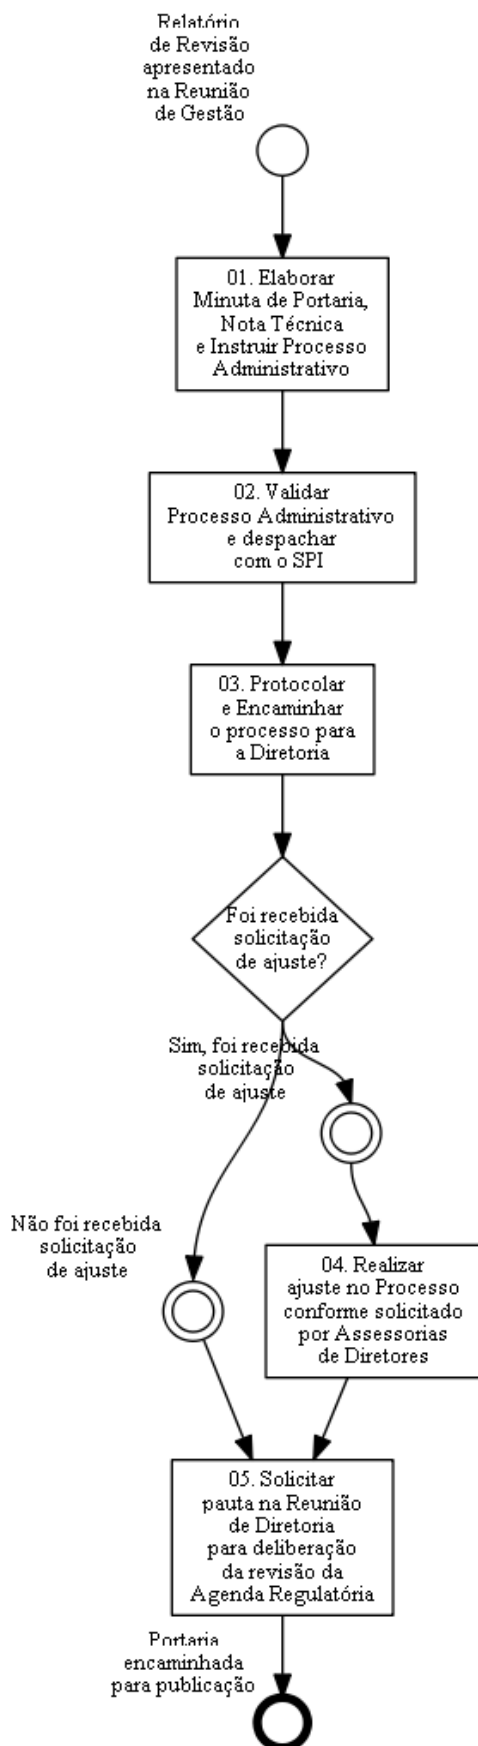 Relatório
de Revisão
apresentado
na Reunião
de Gestão
01. Elaborar
Minuta de Portaria,
Nota Técnica
e Instruir Processo
Administrativo
02. Validar
Processo Administrativo
e despachar
com o SPI
03. Protocolar
e Encaminhar
o processo para
a Diretoria
Foi recebida
solicitação
de ajuste?
Sim, foi recebida
solicitação
de ajuste
Não foi recebida
solicitação
de ajuste
04. Realizar
ajuste no Processo
conforme solicitado
por Assessorias
de Diretores
05. Solicitar
pauta na Reunião
de Diretoria
para deliberação
da revisão da
Agenda Regulatória
Portaria
encaminhada
para publicação